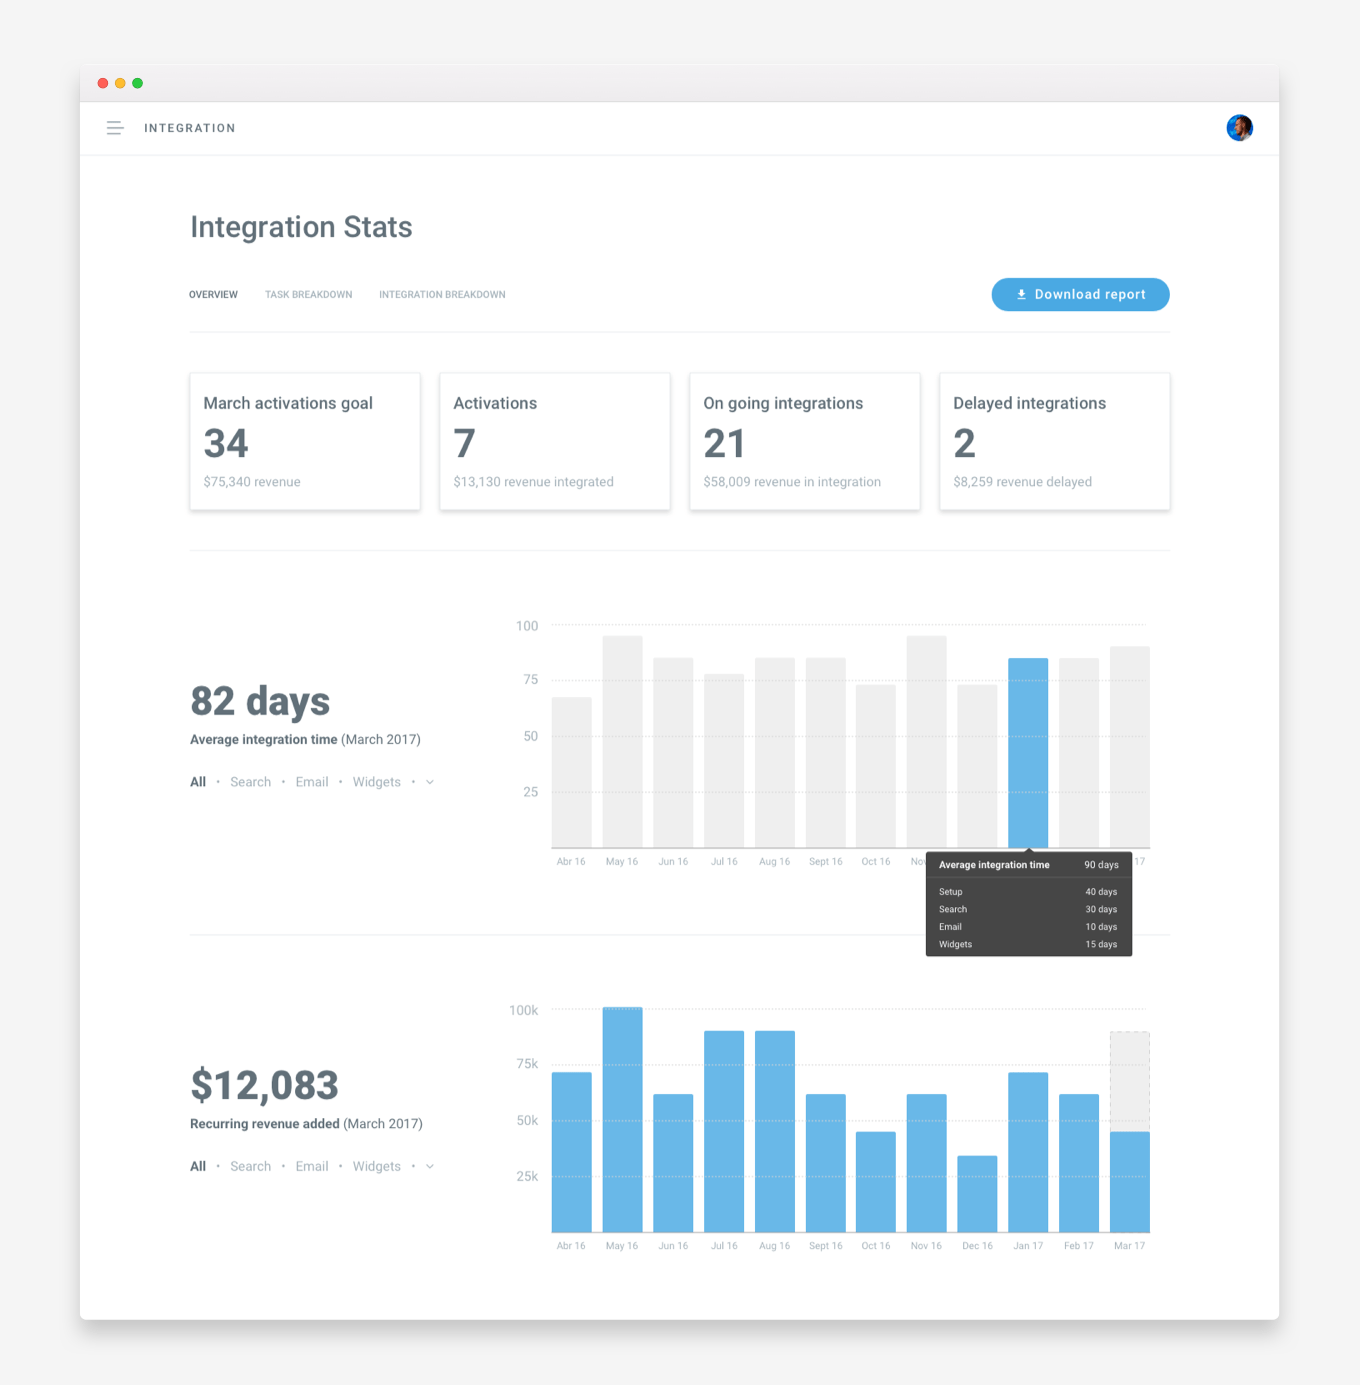 INTEGRATION
Integration Stats
OVERVIEW TASK BREAKDOWN INTEGRATION BREAKDOWN
Download report
March activations goal
34
$75,340 revenue
Activations
7
$13,130 revenue integrated
On going integrations
21
$58,009 revenue in integration
Delayed integrations
2
$8,259 revenue delayed
82 days
Average integration time (March 2017)
All • Search • Email • Widgets •
100
75
50
25
Abr 16 May 16 Jun 16 Jul 16 Aug 16 Sept 16 Oct 16 17
Average integration time 90 days
Setup 40 days
Search 30 days
Email 10 days
Widgets 15 days
$12,083
Recurring revenue added (March 2017)
All • Search • Email • Widgets •
100k
75k
50k
25k
Abr 16 May 16 Jun 16 Jul 16 Aug 16 Sept 16 Oct 16 Nov 16 Dec 16 Jan 17 Feb 17 Mar 17